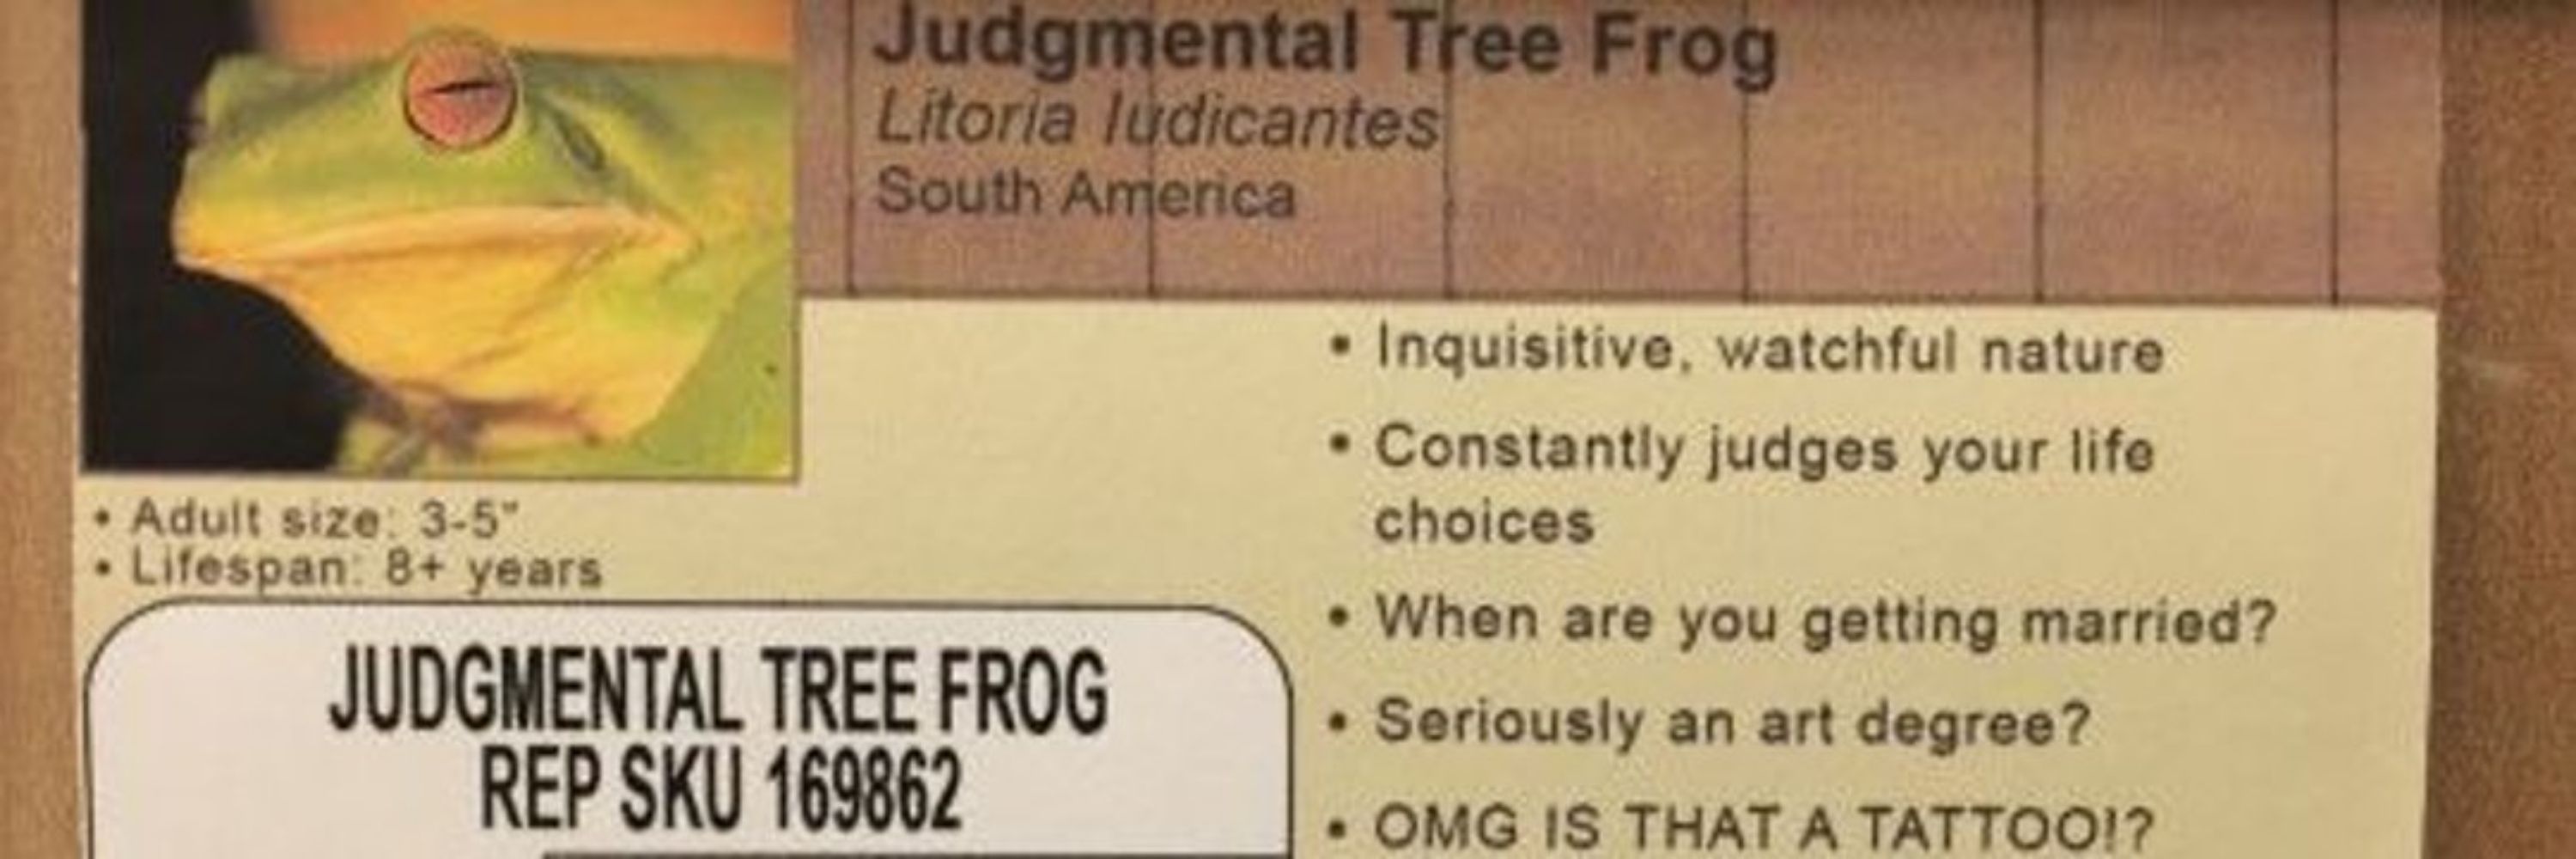 Judgmental Tree Frog
Litoria Iudicantes
South America
• Adult size: 3-5"
• Lifespan: 8+ years
JUDGMENTAL TREE FROG
REP SKU 169862
• Inquisitive, watchful nature
• Constantly judges your life
choices
• When are you getting married?
• Seriously an art degree?
• OMG IS THAT A TATTOO!?